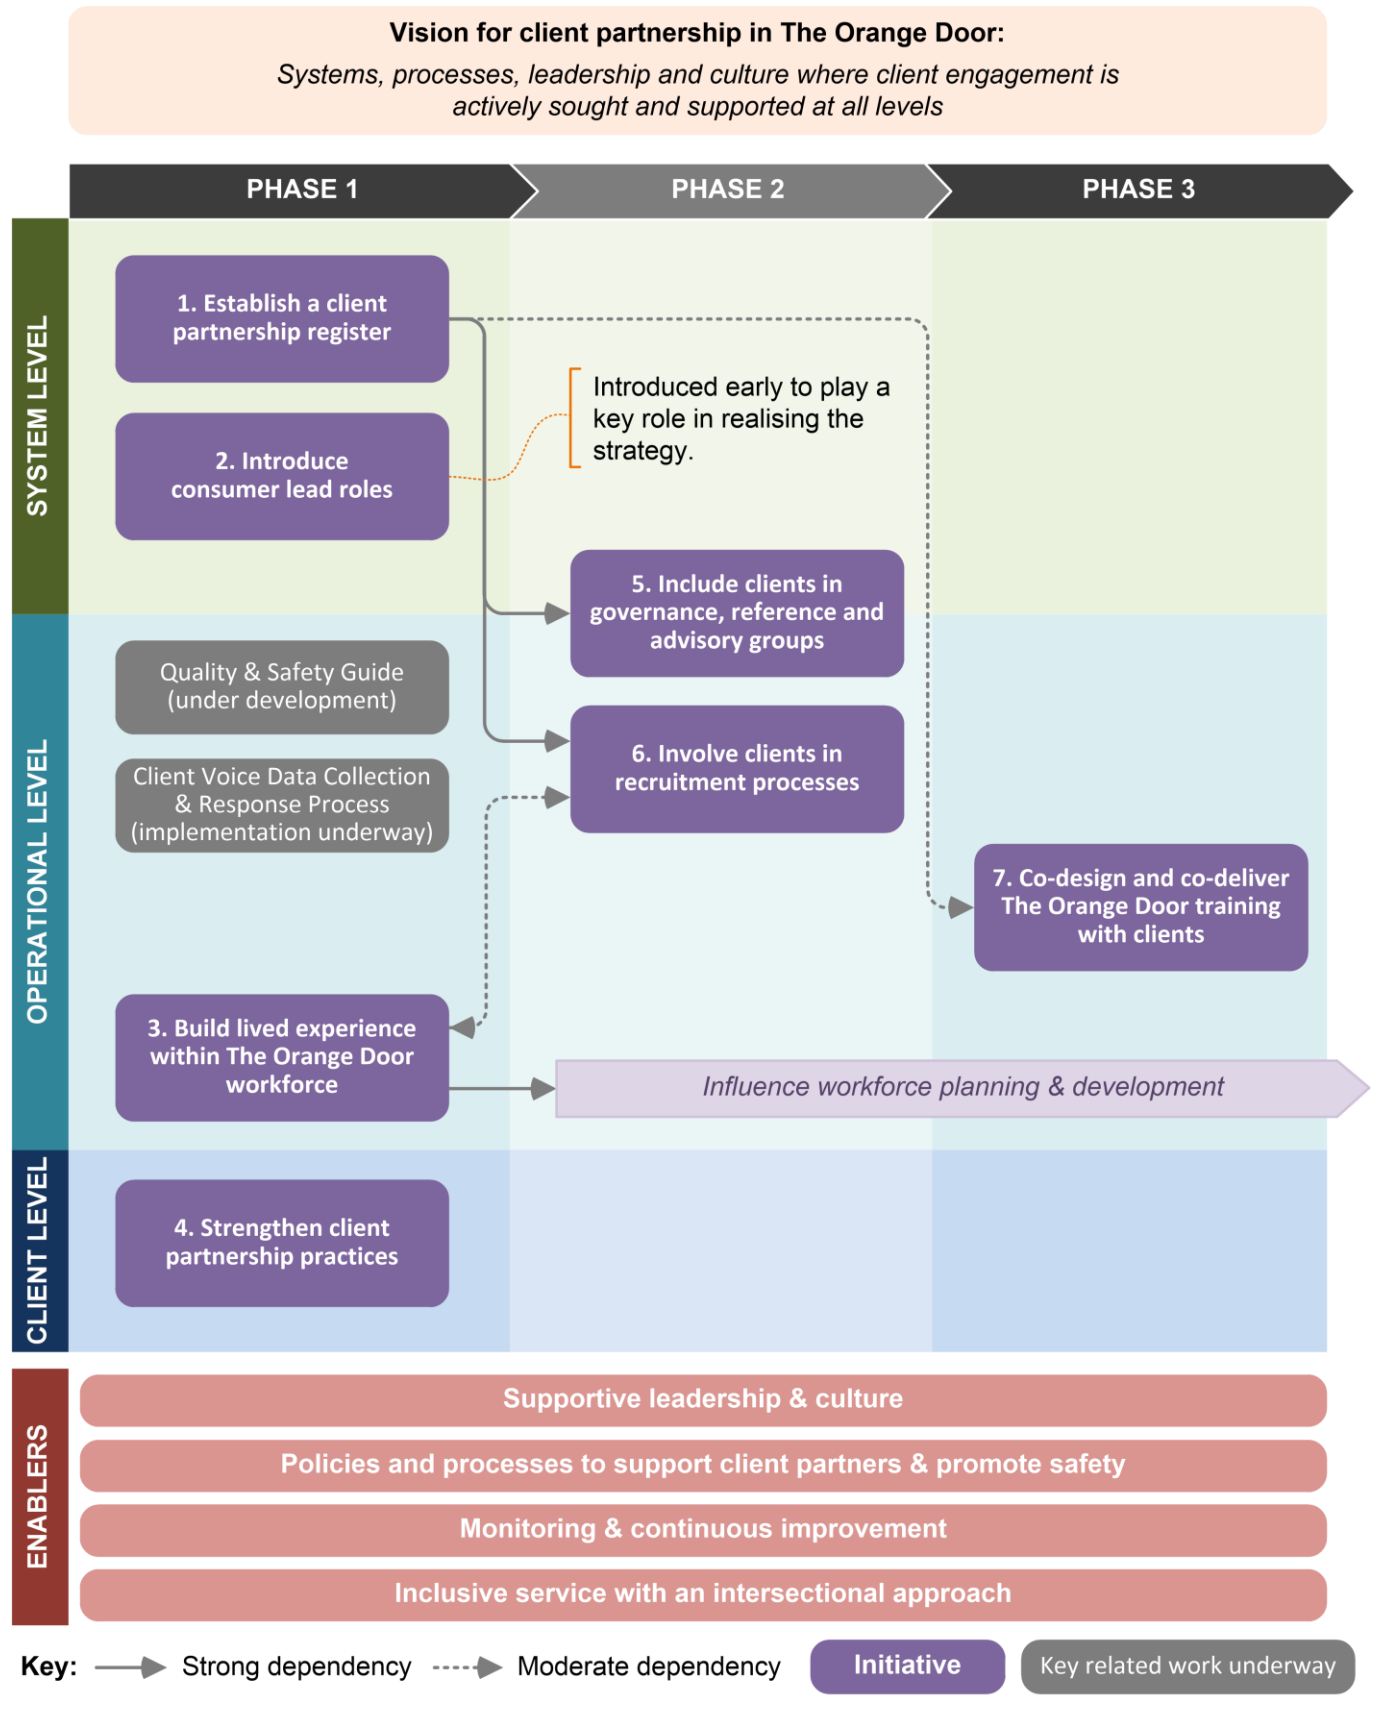 Vision for client partnership in The Orange Door:
Systems, processes, leadership and culture where client engagement is
actively sought and supported at all levels
PHASE 1
PHASE 2
PHASE 3
SYSTEM LEVEL
1. Establish a client
partnership register
Introduced early to play a
key role in realising the
strategy.
2. Introduce
consumer lead roles
5. Include clients in
governance, reference and
advisory groups
OPERATIONAL LEVEL
Quality & Safety Guide
(under development)
6. Involve clients in
recruitment processes
Client Voice Data Collection
& Response Process
(implementation underway)
7. Co-design and co-deliver
The Orange Door training
with clients
3. Build lived experience
within The Orange Door
workforce
Influence workforce planning & development
CLIENT LEVEL
4. Strengthen client
partnership practices
ENABLERS
Supportive leadership & culture
Policies and processes to support client partners & promote safety
Monitoring & continuous improvement
Inclusive service with an intersectional approach
Key:
Strong dependency
Moderate dependency
Initiative
Key related work underway